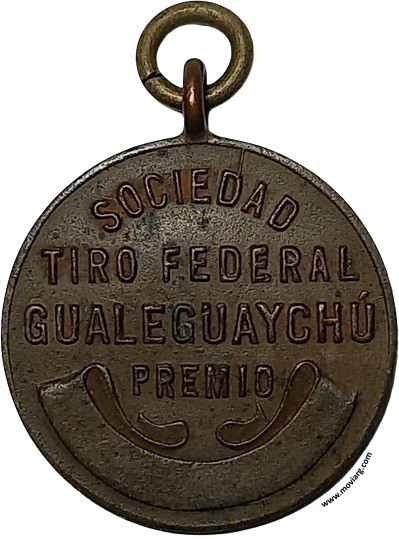 SOCIEDAD
TIRO FEDERAL
GUALEGUAYCHÚ
PREMIO
www.moviarg.com